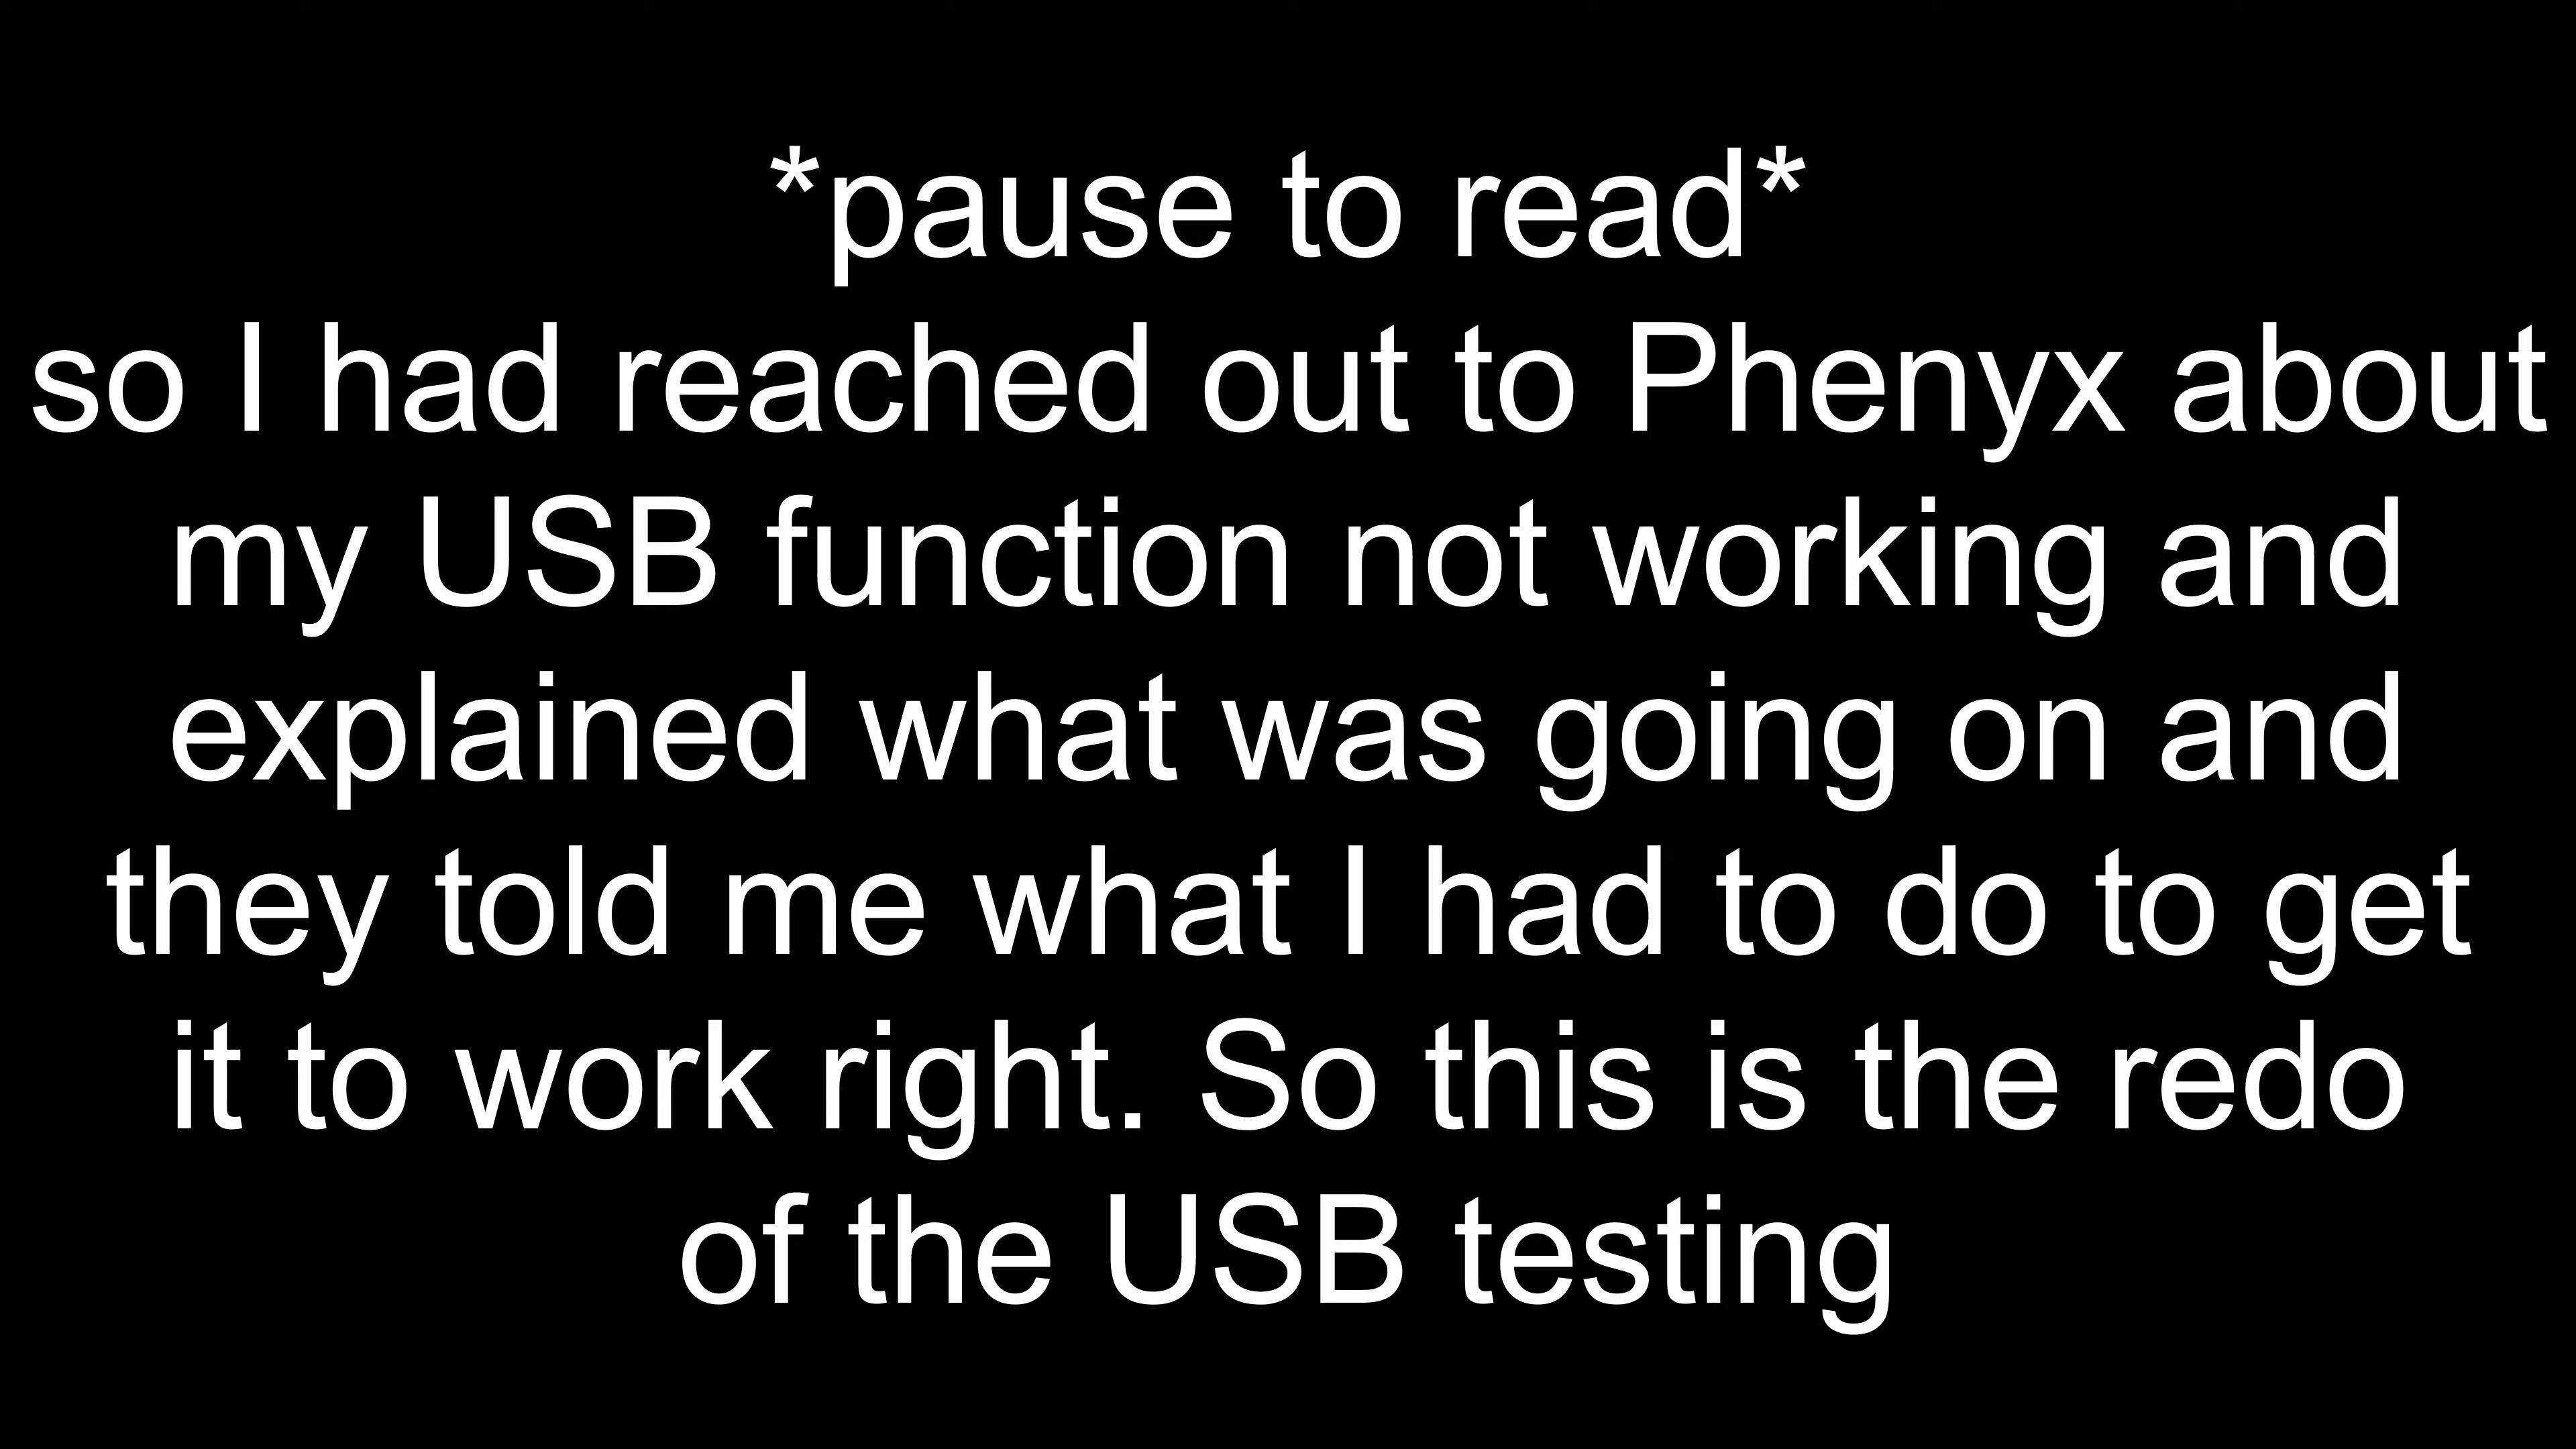 *pause to read*
so I had reached out to Phenyx about
my USB function not working and
explained what was going on and
they told me what I had to do to get
it to work right. So this is the redo
of the USB testing